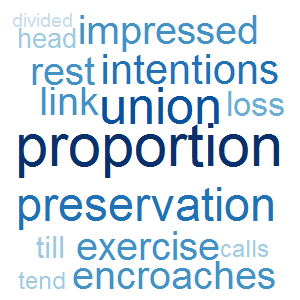 divided
head impressed
rest intentions
link union loss
proportion
preservation
till exercise calls
tend encroaches